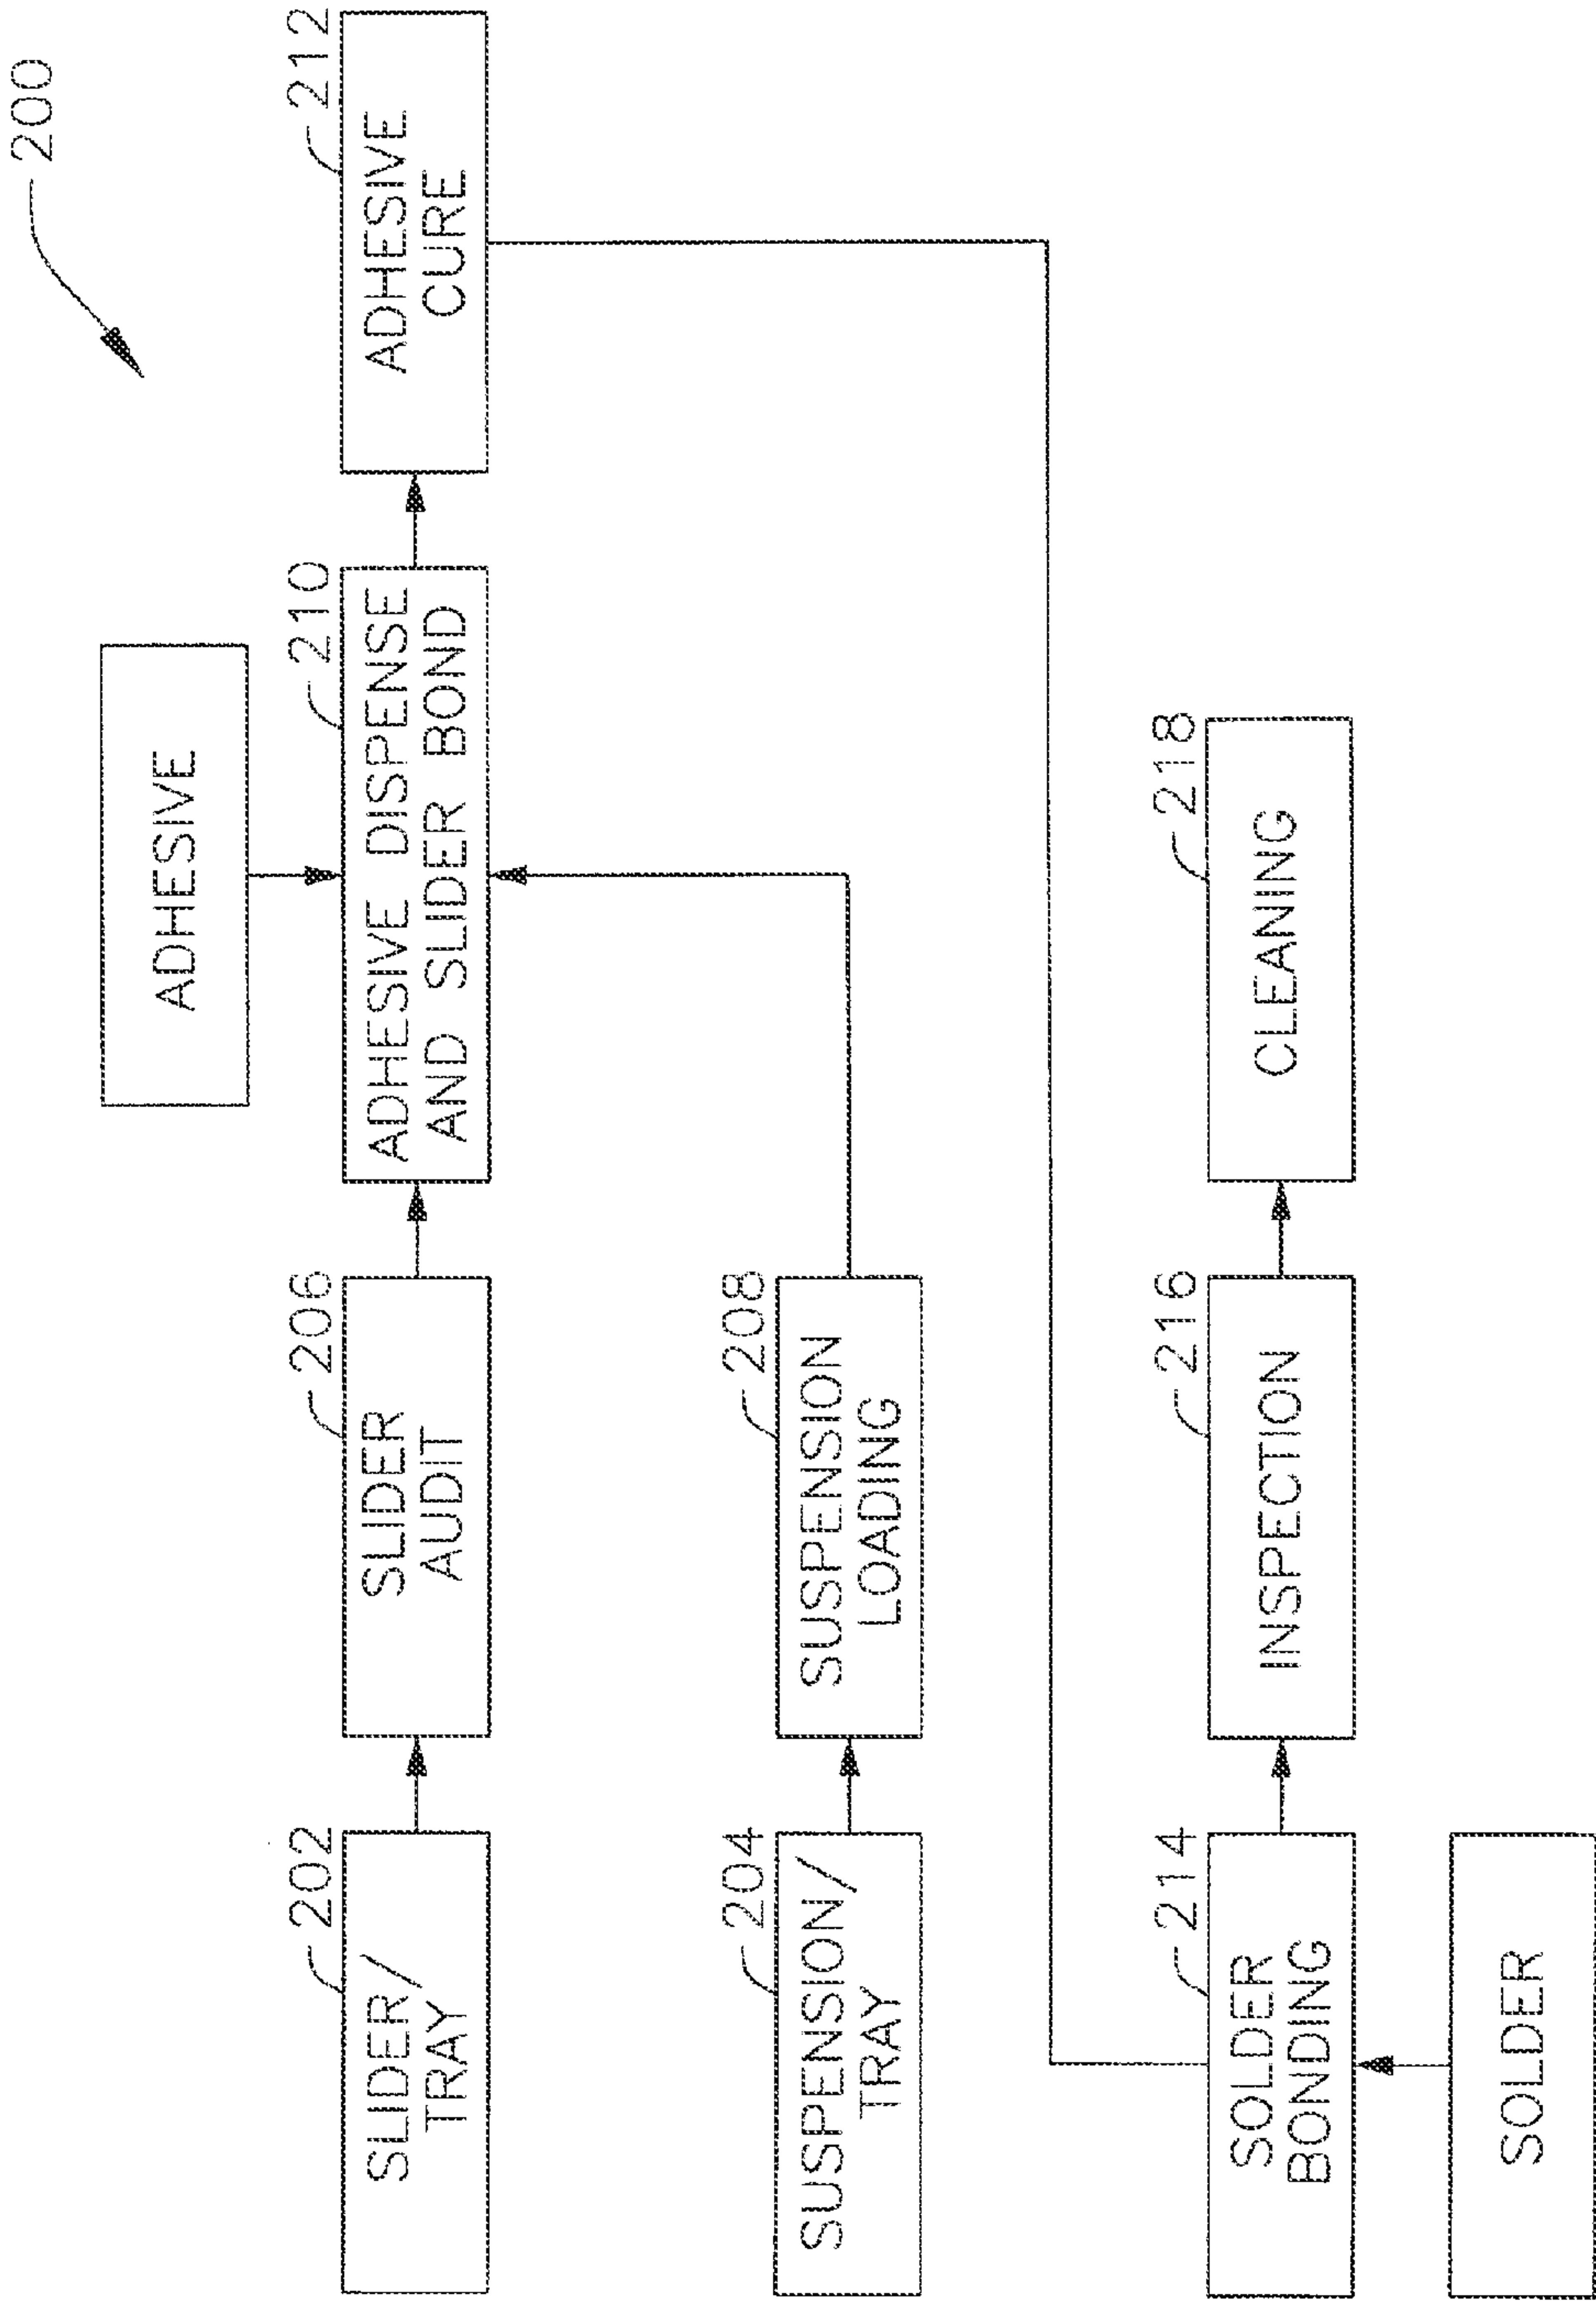 200
ADHESIVE
202
SLIDER/
TRAY
206
SLIDER
AUDIT
210
ADHESIVE DISPENSE
AND SLIDER BOND
212
ADHESIVE
CURE
204
SUSPENSION/
TRAY
208
SUSPENSION
LOADING
214
SOLDER
BONDING
216
INSPECTION
218
CLEANING
SOLDER